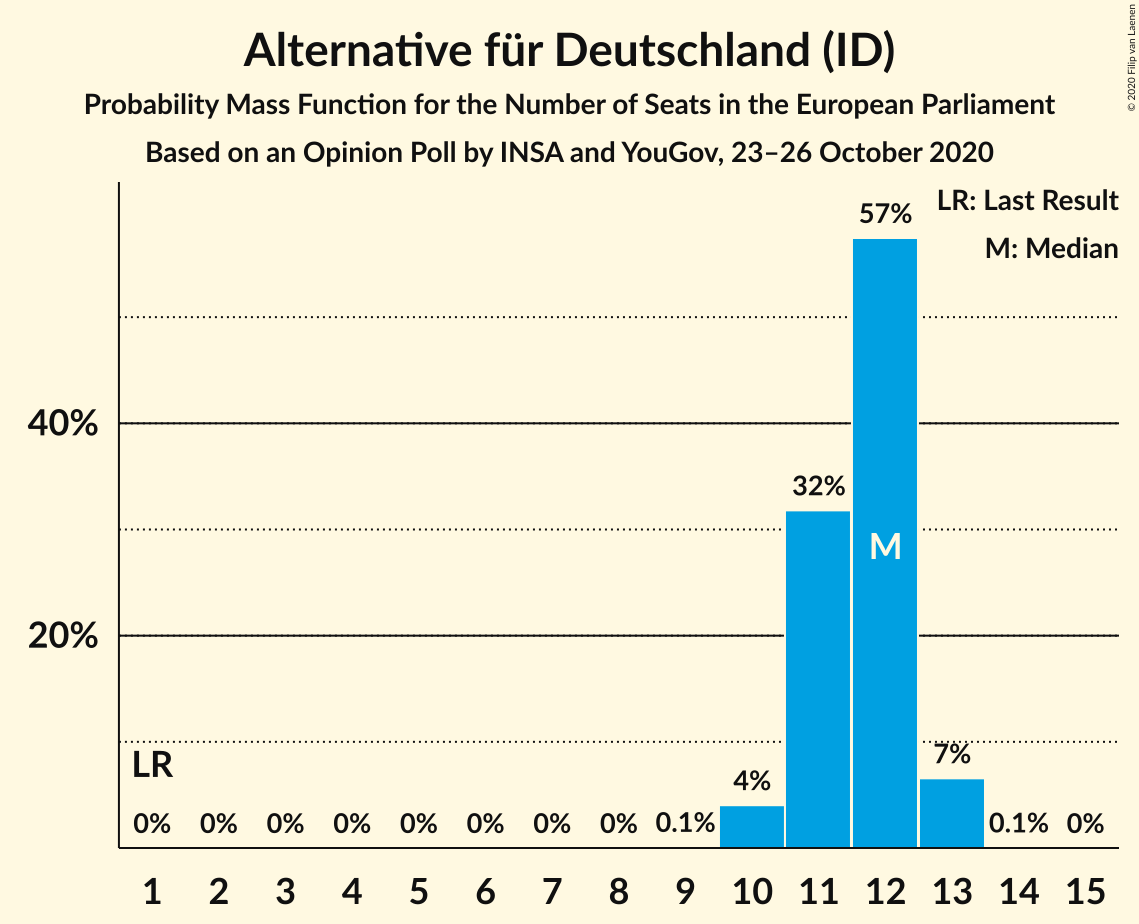 Alternative für Deutschland (ID)
Probability Mass Function for the Number of Seats in the European Parliament
Based on an Opinion Poll by INSA and YouGov, 23–26 October 2020
© 2020 Filip van Laenen
LR: Last Result
M: Median
57%
40%
32%
M
20%
LR
7%
4%
0% 0% 0% 0% 0% 0% 0% 0% 0.1% 0.1% 0%
1 2 3 4 5 6 7 8 9 10 11 12 13 14 15